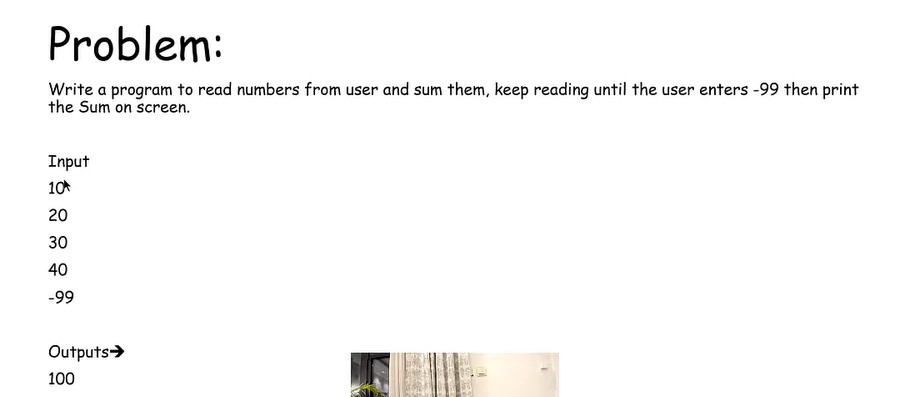 Problem:
Write a program to read numbers from user and sum them, keep reading until the user enters -99 then print
the Sum on screen.
Input
10
20
30
40
-99
Outputs➔
100